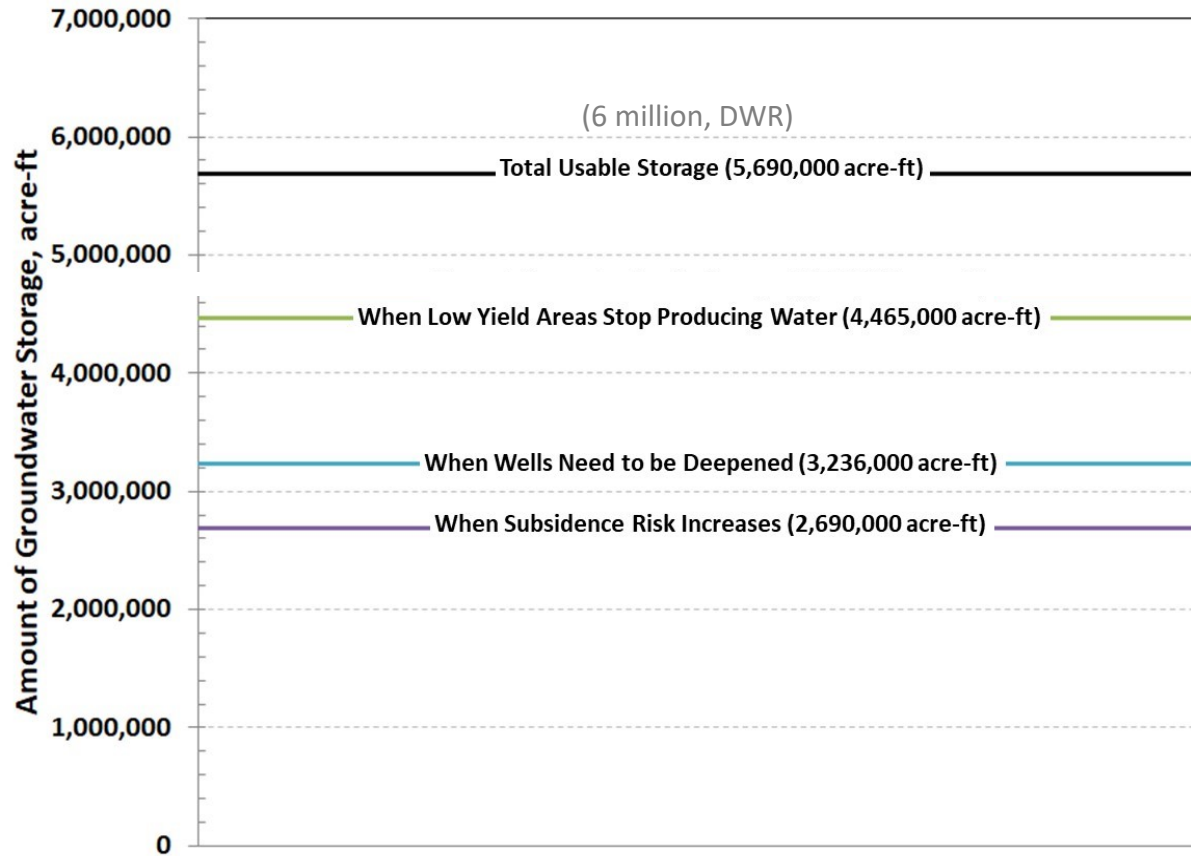 7,000,000
(6 million, DWR)
6,000,000
Total Usable Storage (5,690,000 acre-ft)
5,000,000
When Low Yield Areas Stop Producing Water (4,465,000 acre-ft)
4,000,000
When Wells Need to be Deepened (3,236,000 acre-ft)
3,000,000
When Subsidence Risk Increases (2,690,000 acre-ft)
2,000,000
1,000,000
0
Amount of Groundwater Storage, acre-ft